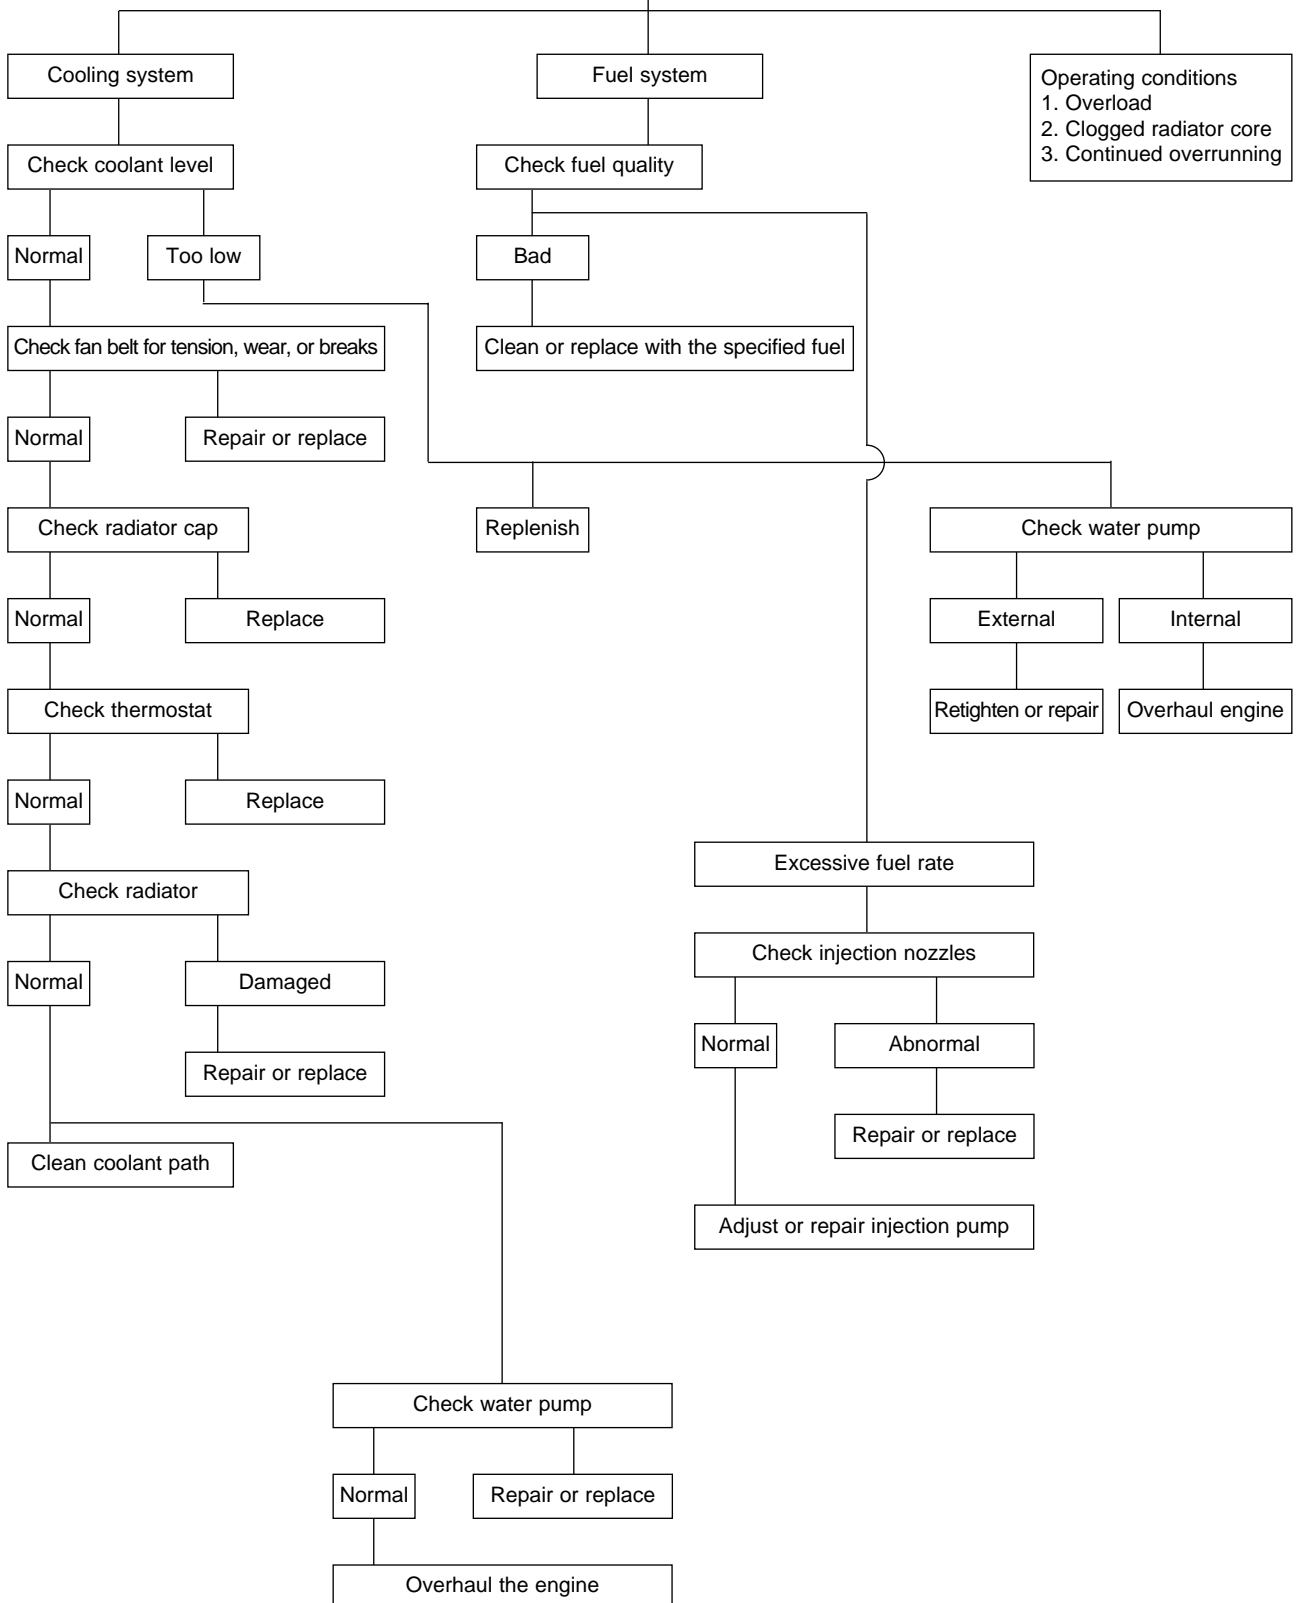 Cooling system
Fuel system
Operating conditions
1. Overload
2. Clogged radiator core
3. Continued overrunning
Check coolant level
Check fuel quality
Normal
Too low
Bad
Check fan belt for tension, wear, or breaks
Clean or replace with the specified fuel
Normal
Repair or replace
Check radiator cap
Replenish
Check water pump
Normal
Replace
External
Internal
Check thermostat
Retighten or repair
Overhaul engine
Normal
Replace
Excessive fuel rate
Check radiator
Check injection nozzles
Normal
Damaged
Normal
Abnormal
Repair or replace
Repair or replace
Clean coolant path
Adjust or repair injection pump
Check water pump
Normal
Repair or replace
Overhaul the engine